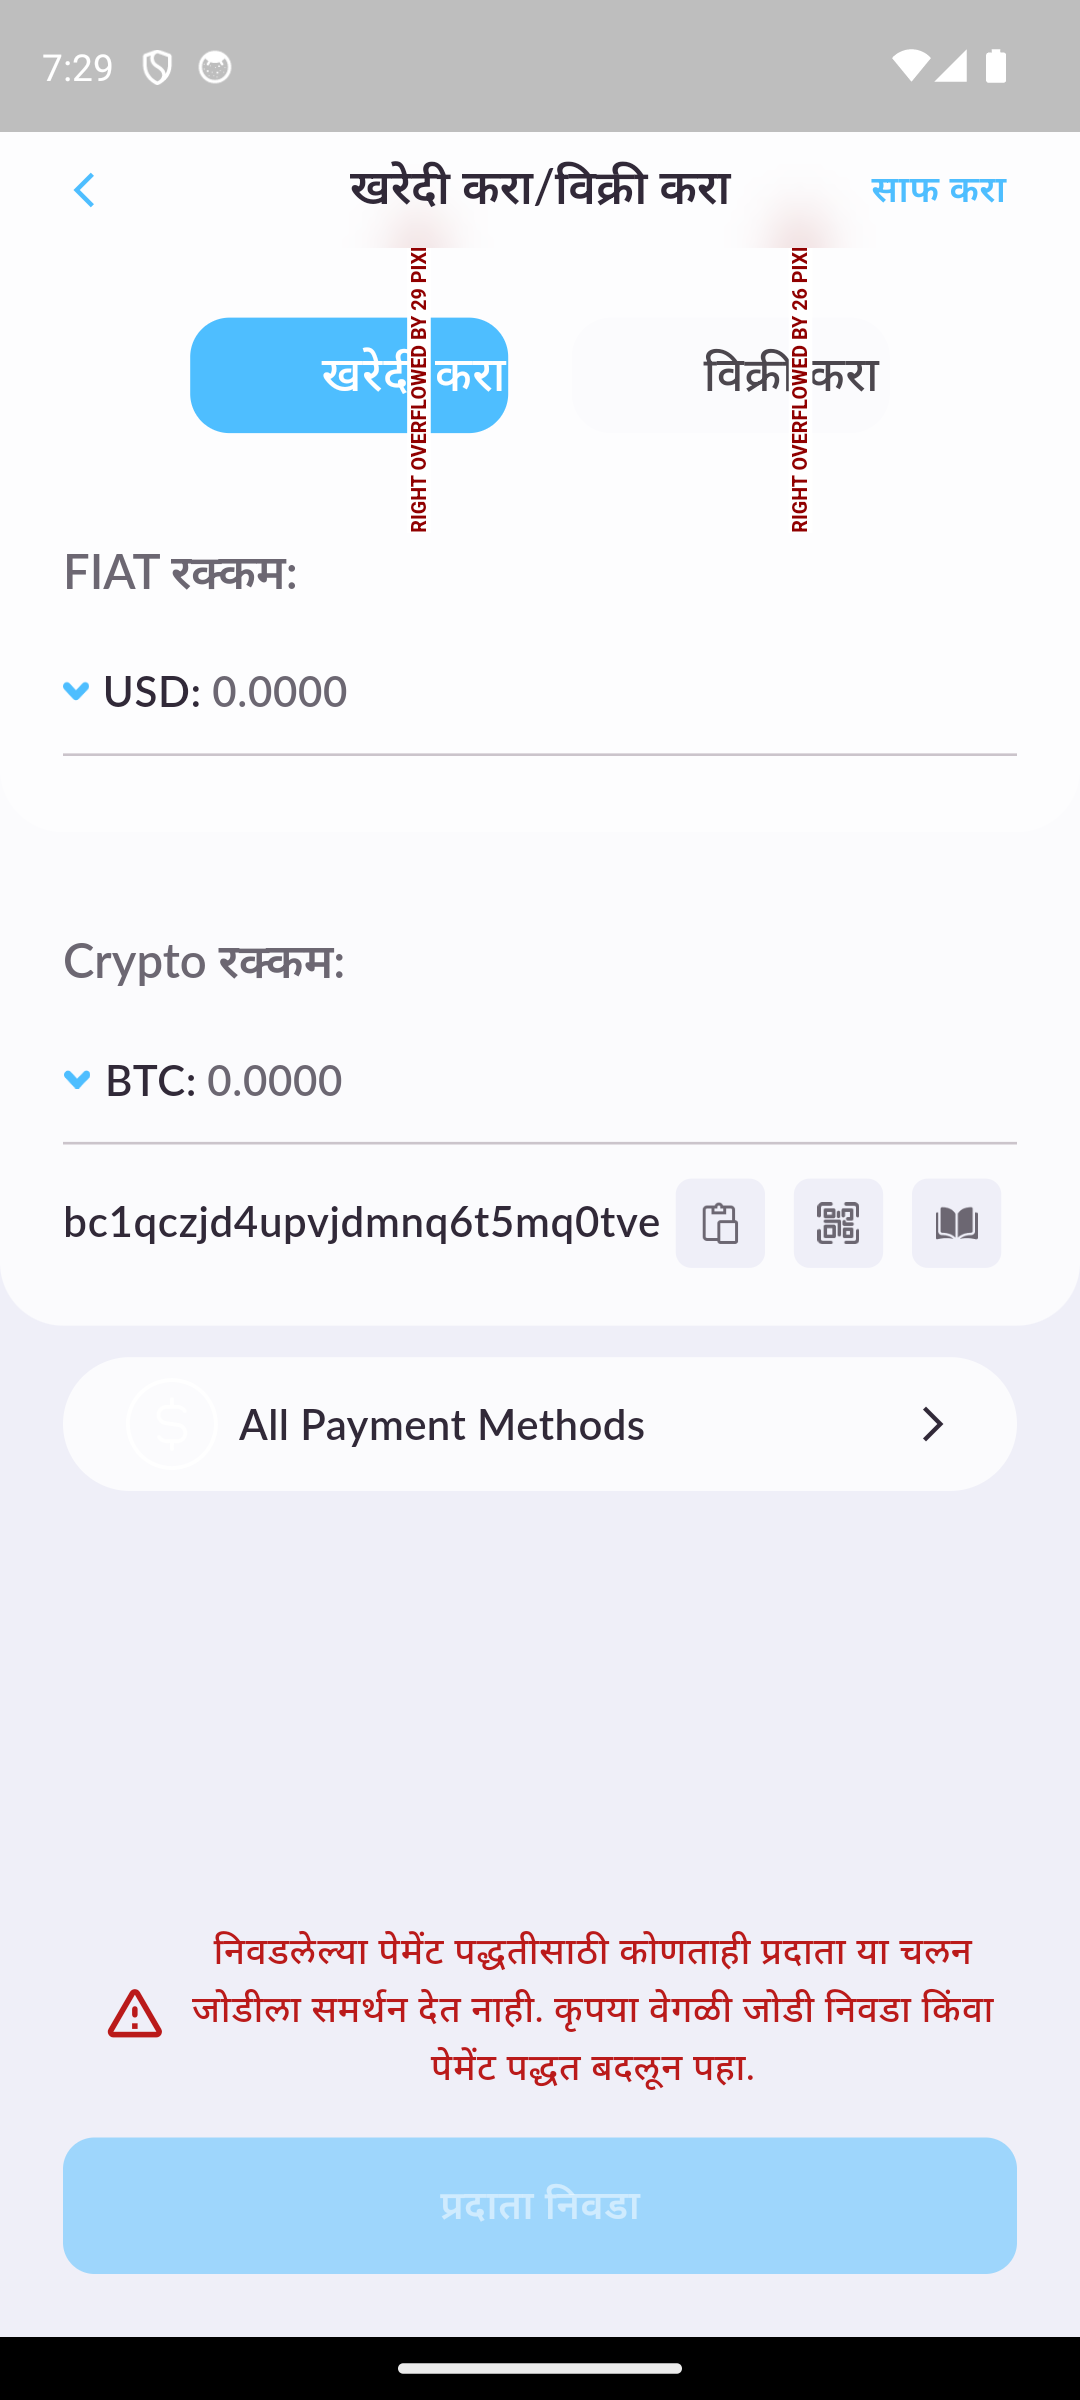 7:29
खरेदी करा/विक्री करा
साफ करा
खरेदी करा
विक्री करा
RIGHT OVERFLOWED BY 29 PIXE
RIGHT OVERFLOWED BY 26 PIXE
FIAT रक्कम:
USD: 0.0000
Crypto रक्कम:
BTC: 0.0000
bc1qczjd4upvjdmnq6t5mq0tve
All Payment Methods
निवडलेल्या पेमेंट पद्धतीसाठी कोणताही प्रदाता या चलन
जोडीला समर्थन देत नाही. कृपया वेगळी जोडी निवडा किंवा
पेमेंट पद्धत बदलून पहा.
प्रदाता निवडा